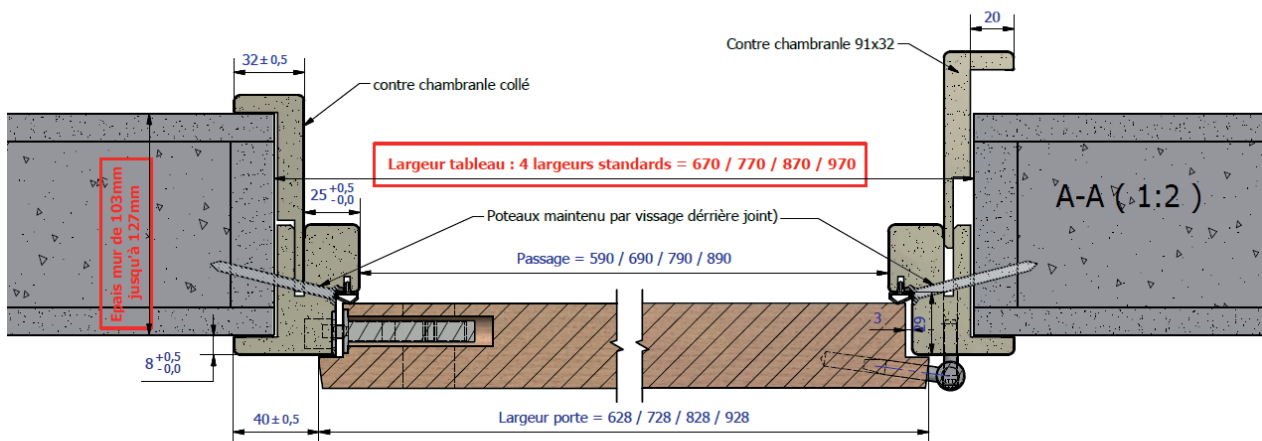 20
Contre chambranle 91x32
32±0,5
contre chambranle collé
Largeur tableau : 4 largeurs standards = 670 / 770 / 870 / 970
A-A ( 1:2 )
25 +0,5 -0,0
Epais mur de 103mm
jusqu'à 127mm
Poteaux maintenu par vissage dérrière joint)
Passage = 590 / 690 / 790 / 890
3
29
8 +0,5 -0,0
40±0,5
Largeur porte = 628 / 728 / 828 / 928